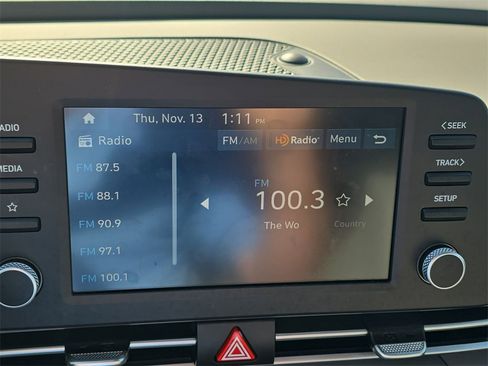 Thu, Nov. 13 1:11 PM
RADIO
Radio FM/AM HD Radio Menu
< SEEK
FM 87.5
MEDIA
FM 88.1
FM
100.3
TRACK >
FM 90.9
The Wo Country
SETUP
FM 97.1
FM 100.1